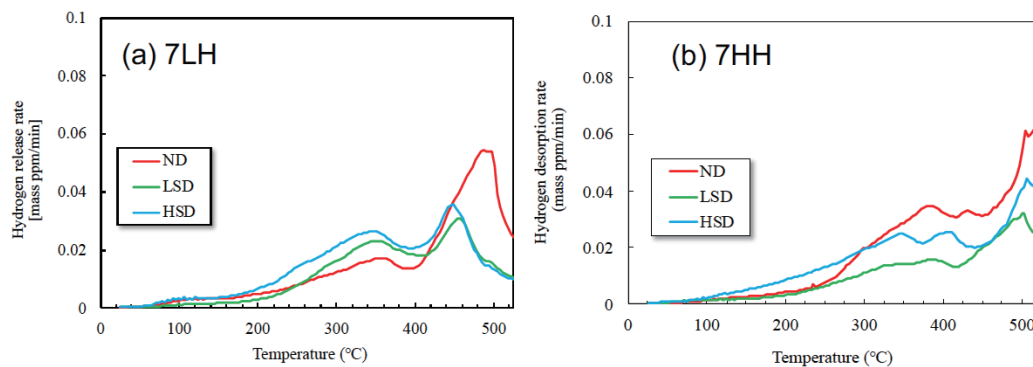 (a) 7LH
Hydrogen release rate
[mass ppm/min]
0.1
0.08
0.06
0.04
0.02
0
ND
LSD
HSD
0 100 200 300 400 500
Temperature (℃)
(b) 7HH
Hydrogen desorption rate
(mass ppm/min)
0.1
0.08
0.06
0.04
0.02
0
ND
LSD
HSD
0 100 200 300 400 500
Temperature (℃)